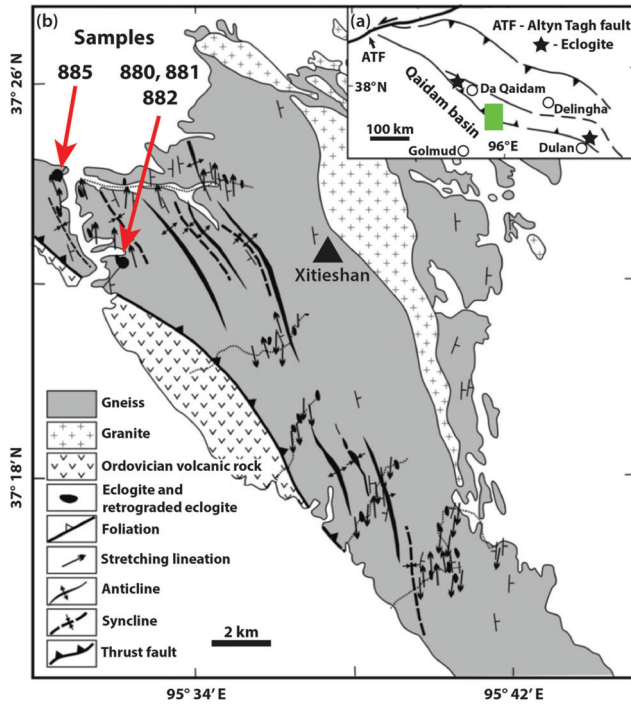 (b)
Samples
885
880, 881
882
37° 26'
(a)
ATF - Altyn Tagh fault
- Eclogite
ATF
38°N
Da Qaidam
Delingha
Qaidam basin
100 km
Golmud
96°E
Dulan
Xitieshan
Gneiss
Granite
Ordovician volcanic rock
Eclogite and
retrograded eclogite
Foliation
Stretching lineation
Anticline
Syncline
Thrust fault
37° 18' N
2 km
95° 34' E
95° 42' E